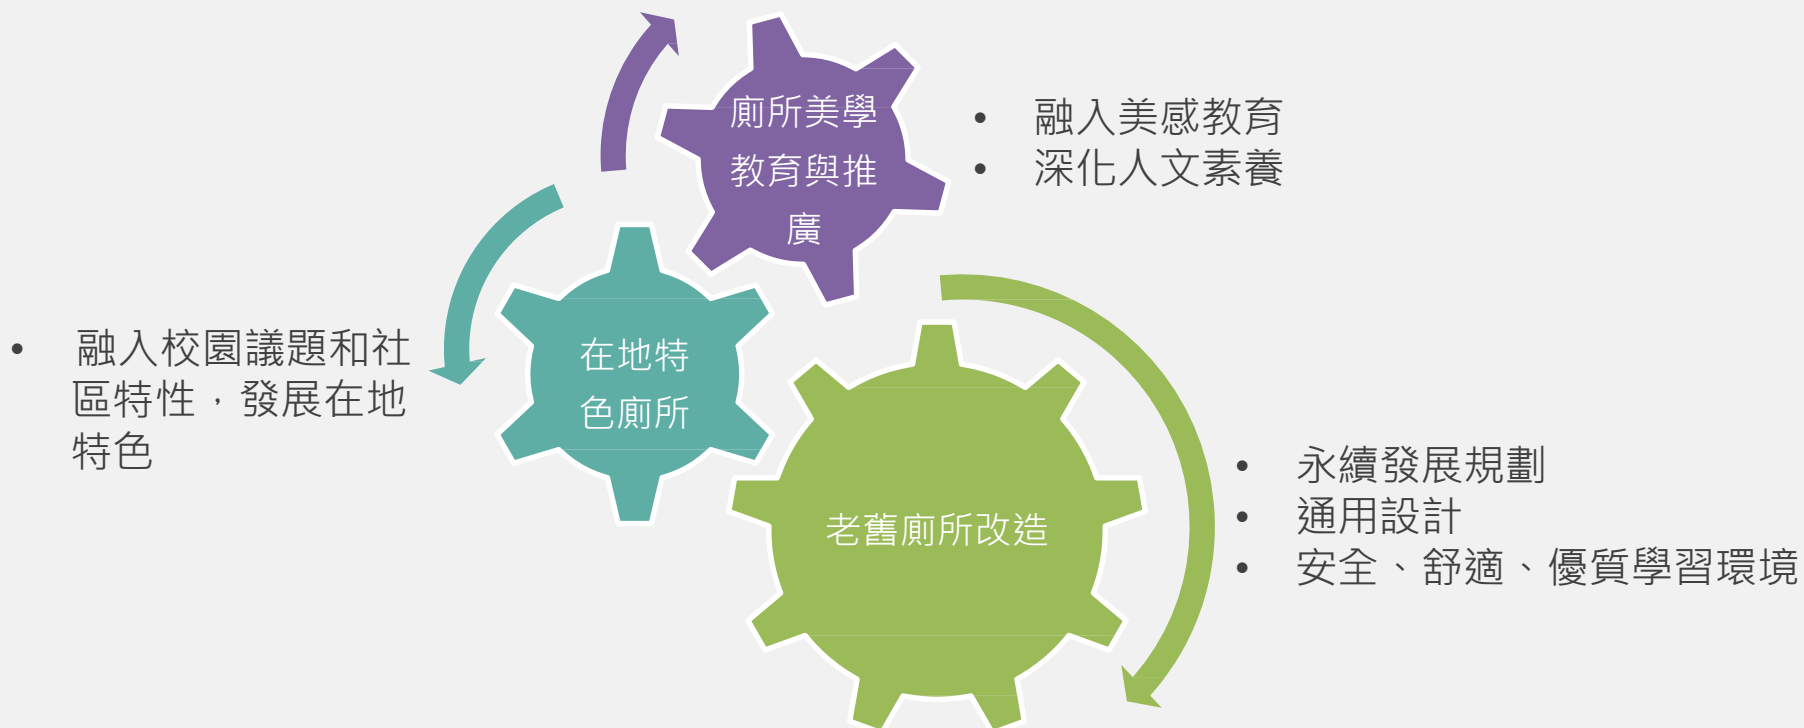 廁所美學
教育與推
廣
• 融入美感教育
• 深化人文素養
在地特
色廁所
• 融入校園議題和社
區特性，發展在地
特色
老舊廁所改造
• 永續發展規劃
• 通用設計
• 安全、舒適、優質學習環境